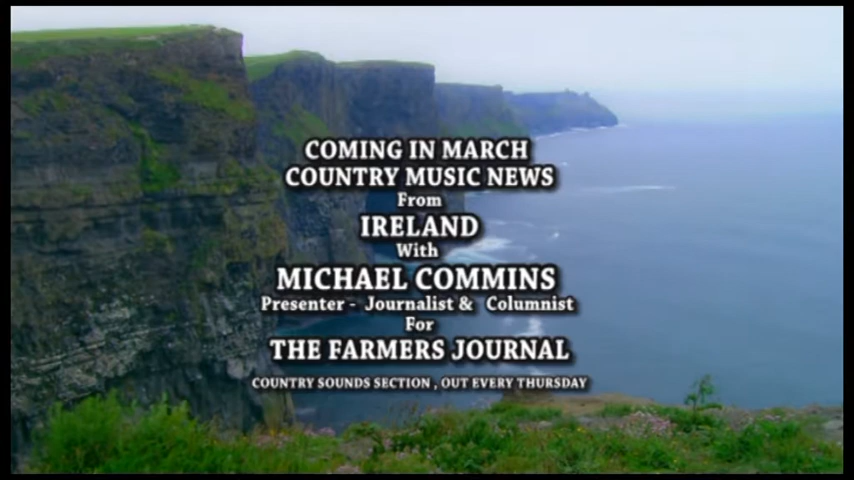 COMING IN MARCH
COUNTRY MUSIC NEWS
From
IRELAND
With
MICHAEL COMMINS
Presenter - Journalist & Columnist
For
THE FARMERS JOURNAL
COUNTRY SOUNDS SECTION , OUT EVERY THURSDAY